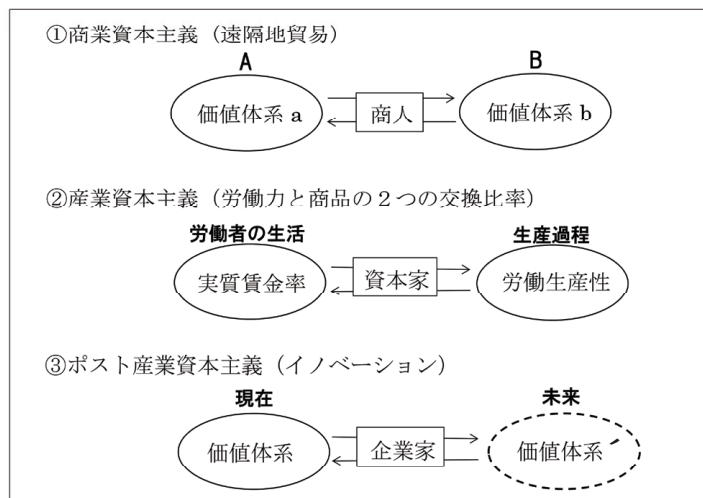 ①商業資本主義（遠隔地貿易）
A B
価値体系 a 商人 価値体系 b
②産業資本主義（労働力と商品の２つの交換比率）
労働者の生活 生産過程
実質賃金率 資本家 労働生産性
③ポスト産業資本主義（イノベーション）
現在 未来
価値体系 企業家 価値体系´